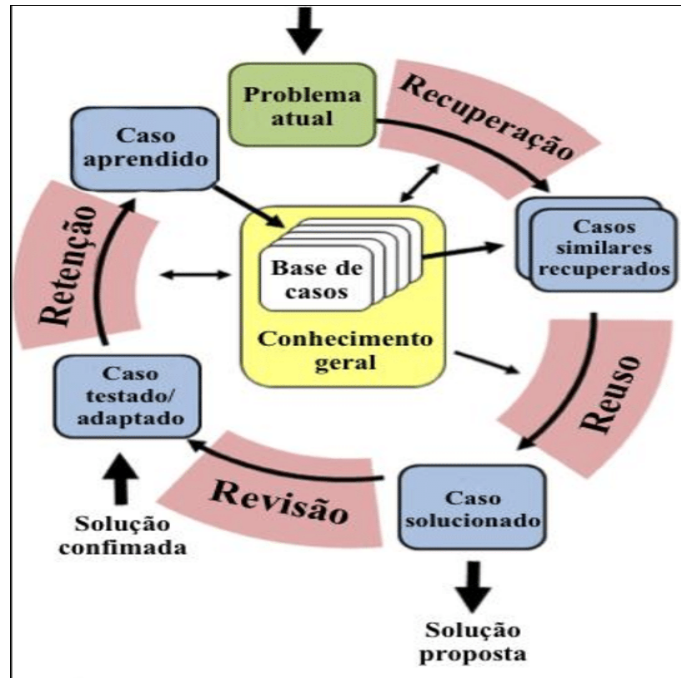 Problema
atual
Recuperação
Caso
aprendido
Casos
similares
recuperados
Base de
casos
Conhecimento
geral
Retenção
Reuso
Caso
testado/
adaptado
Revisão
Caso
solucionado
Solução
confimada
Solução
proposta